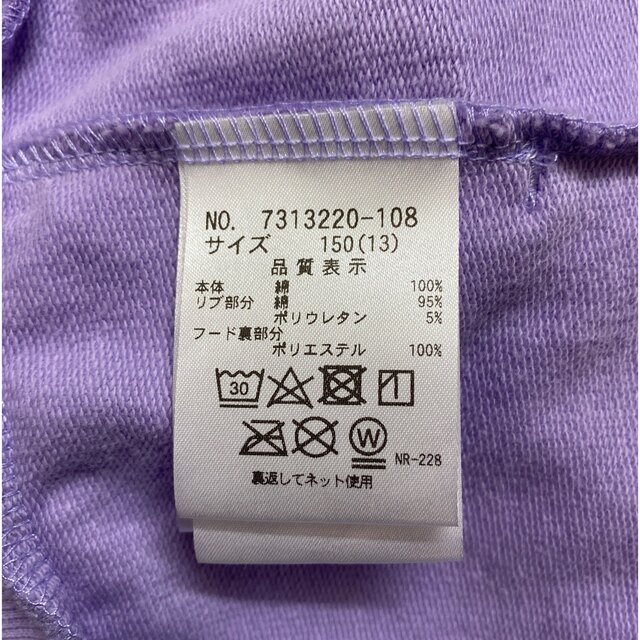 NO. 7313220-108
サイズ 150(13)
品質表示
本体 綿 100%
リブ部分 綿 95%
ポリウレタン 5%
フード裏部分
ポリエステル 100%
30
W
NR-228
裏返してネット使用